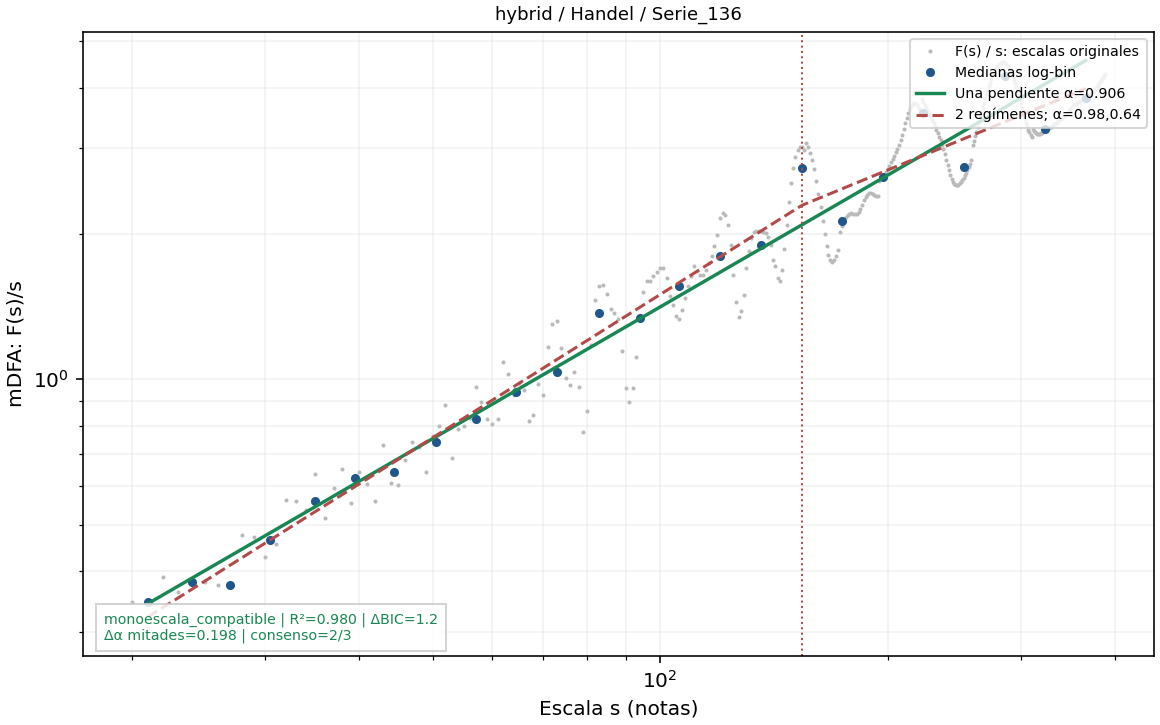 hybrid / Handel / Serie_136
F(s) / s: escalas originales
Medianas log-bin
Una pendiente α=0.906
2 regímenes; α=0.98,0.64
mDFA: F(s)/s
10⁰
monoescala_compatible | R²=0.980 | ΔBIC=1.2
Δα mitades=0.198 | consenso=2/3
10²
Escala s (notas)